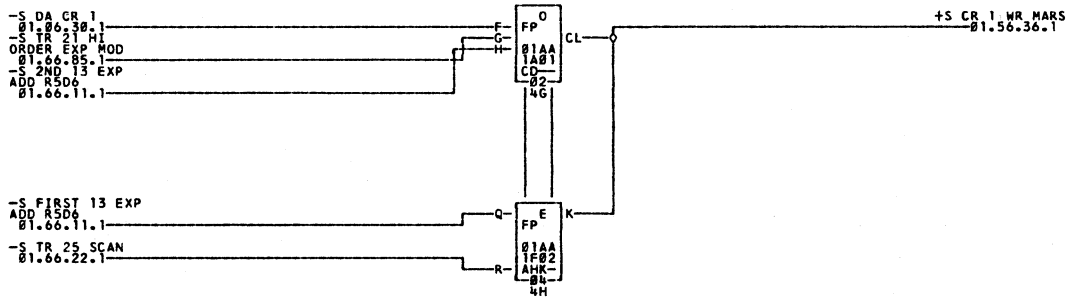 -S DA CR 1
01.06.30.1
-S TR 21 HI
ORDER EXP MOD
01.66.85.1
-S 2ND 13 EXP
ADD R5D6
01.66.11.1
F
G
H
O
FP
01AA
1A01
CD
02
4G
CL
+S CR 1 WR MARS
01.56.36.1
-S FIRST 13 EXP
ADD R5D6
01.66.11.1
-S TR 25 SCAN
01.66.22.1
Q
R
E
FP
01AA
1F02
AHK
04
4H
K